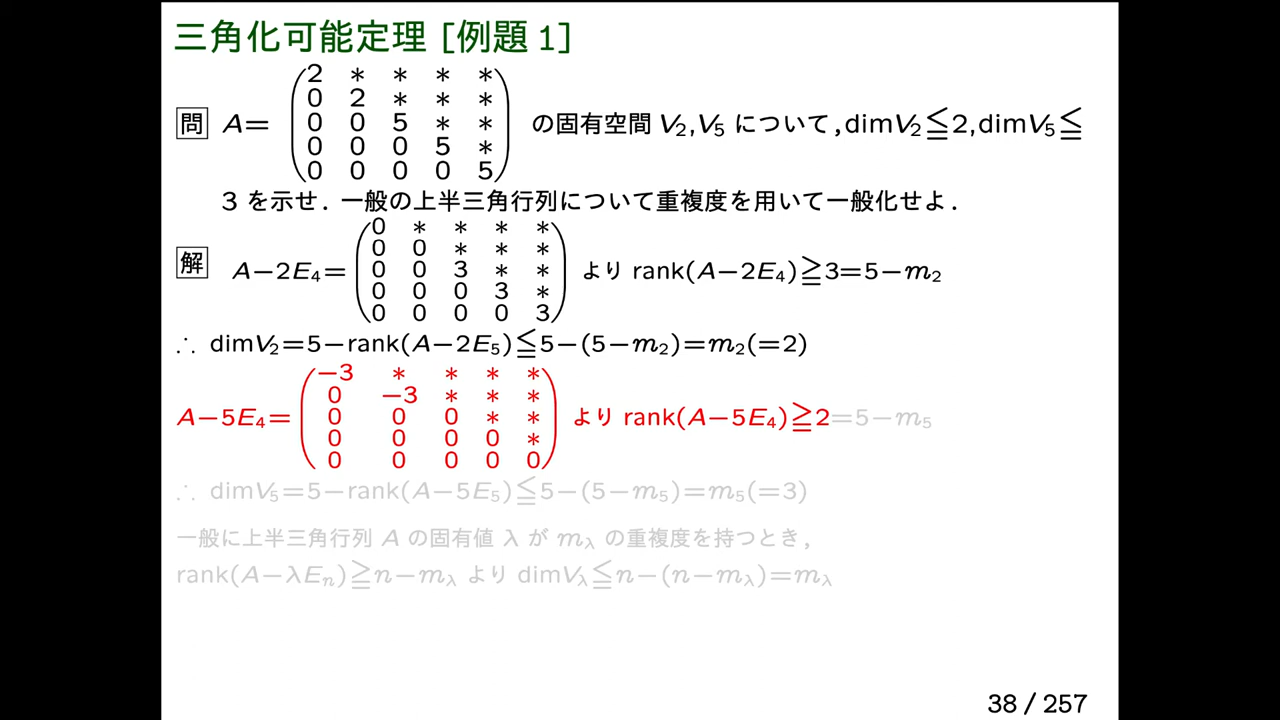 三角化可能定理 [例題 1]
2 * * * *
0 2 * * *
問 A= 0 0 5 * * の固有空間 V₂,V₅ について,dimV₂≦2,dimV₅≦
0 0 0 5 *
0 0 0 0 5
3 を示せ. 一般の上半三角行列について重複度を用いて一般化せよ.
0 * * * *
0 0 * * *
解 A−2E₄= 0 0 3 * * より rank(A−2E₄)≧3=5−m₂
0 0 0 3 *
0 0 0 0 3
∴ dimV₂=5−rank(A−2E₅)≦5−(5−m₂)=m₂(=2)
−3 * * * *
0 −3 * * *
A−5E₄= 0 0 0 * * より rank(A−5E₄)≧2=5−m₅
0 0 0 0 *
0 0 0 0 0
∴ dimV₅=5−rank(A−5E₅)≦5−(5−m₅)=m₅(=3)
一般に上半三角行列 A の固有値 λ が m_λ の重複度を持つとき,
rank(A−λEₙ)≧n−m_λ より dimV_λ≦n−(n−m_λ)=m_λ
38 / 257